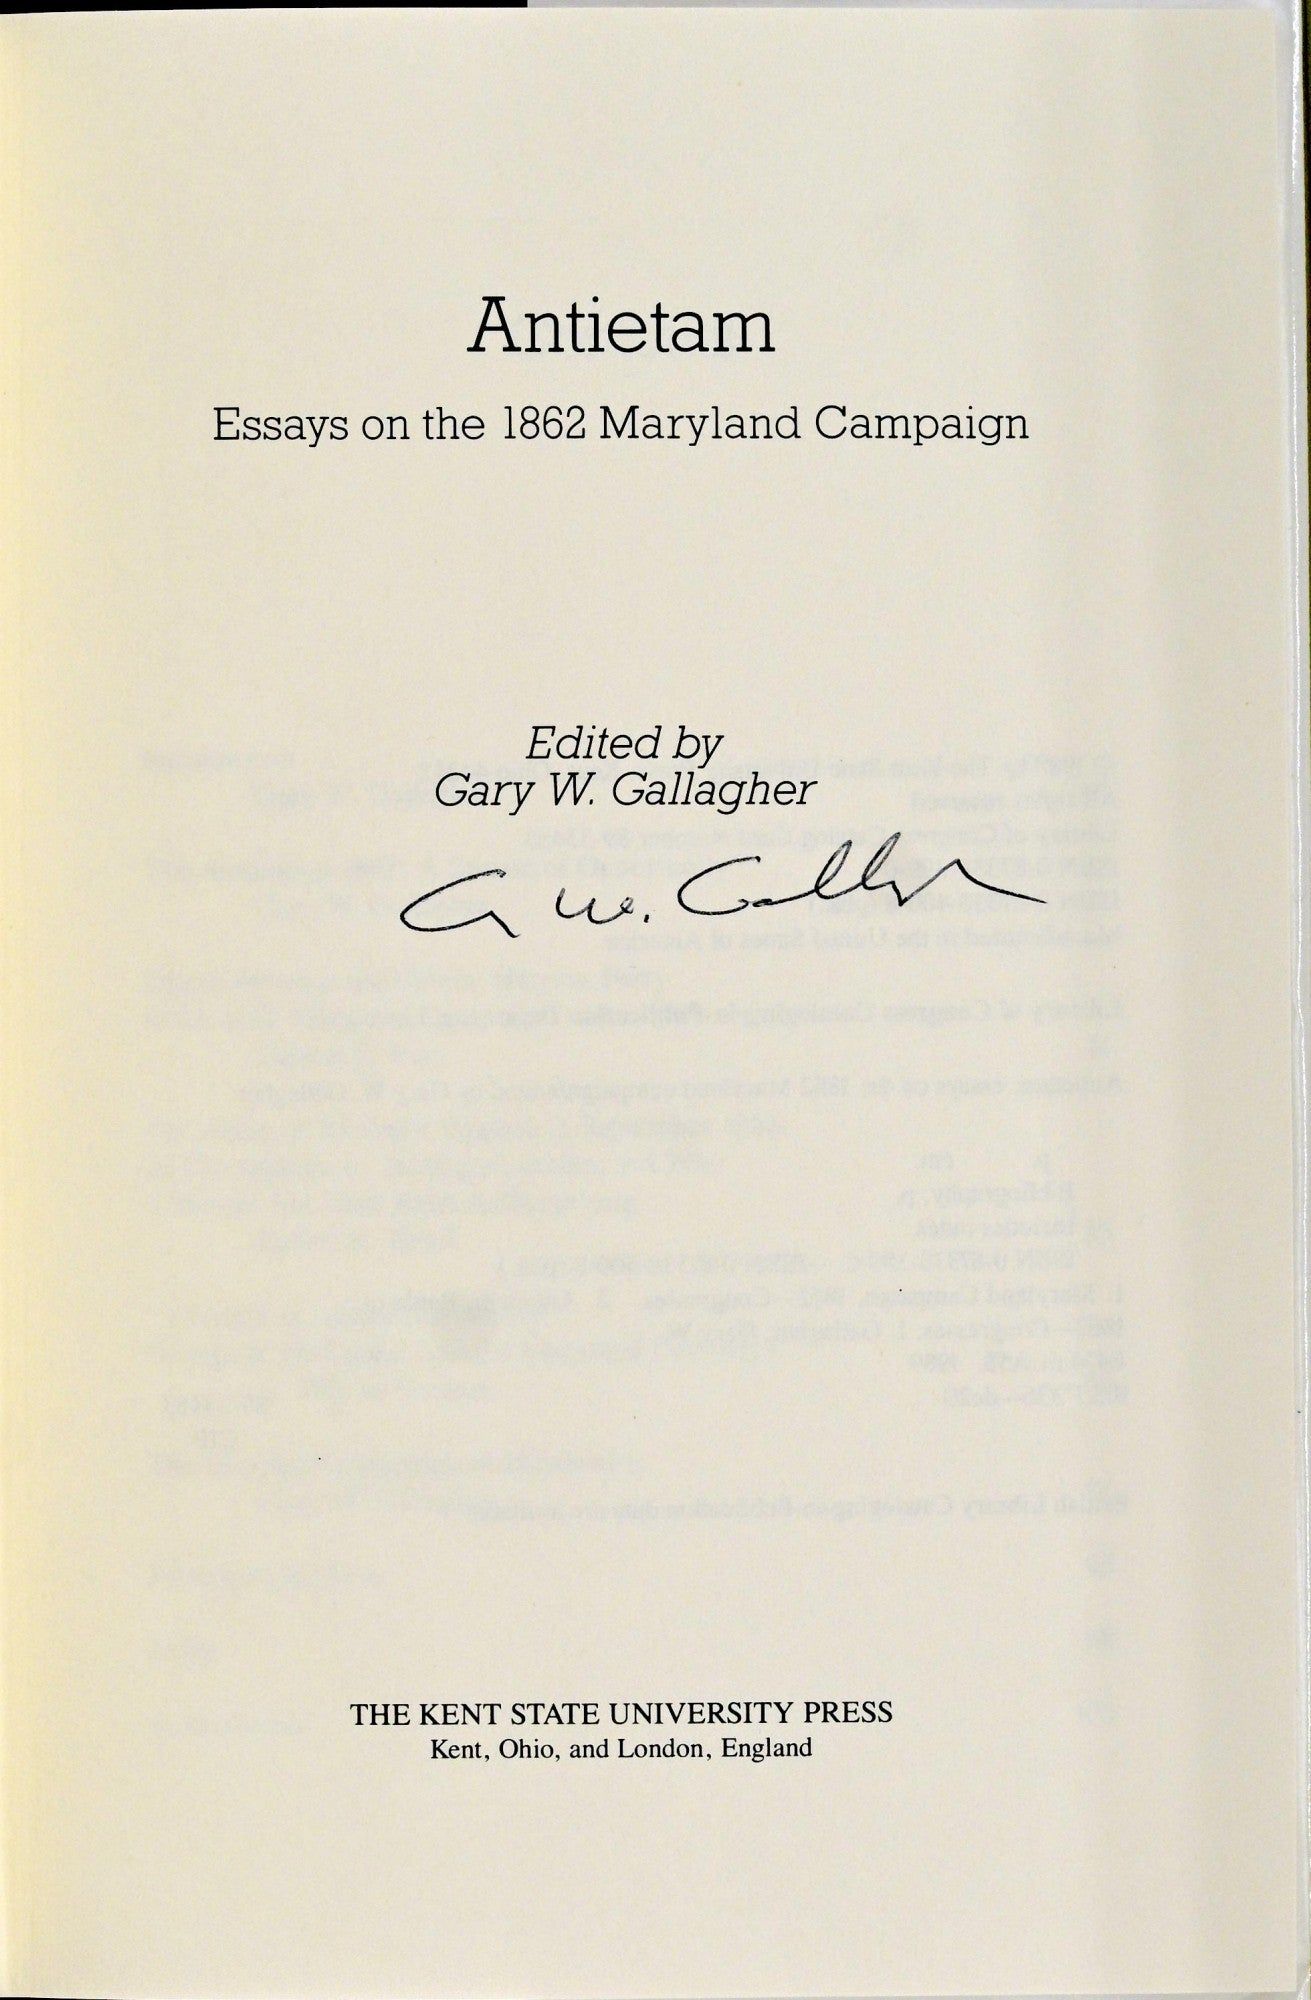 Antietam
Essays on the 1862 Maryland Campaign
Edited by
Gary W. Gallagher
G W. Gallagher
THE KENT STATE UNIVERSITY PRESS
Kent, Ohio, and London, England